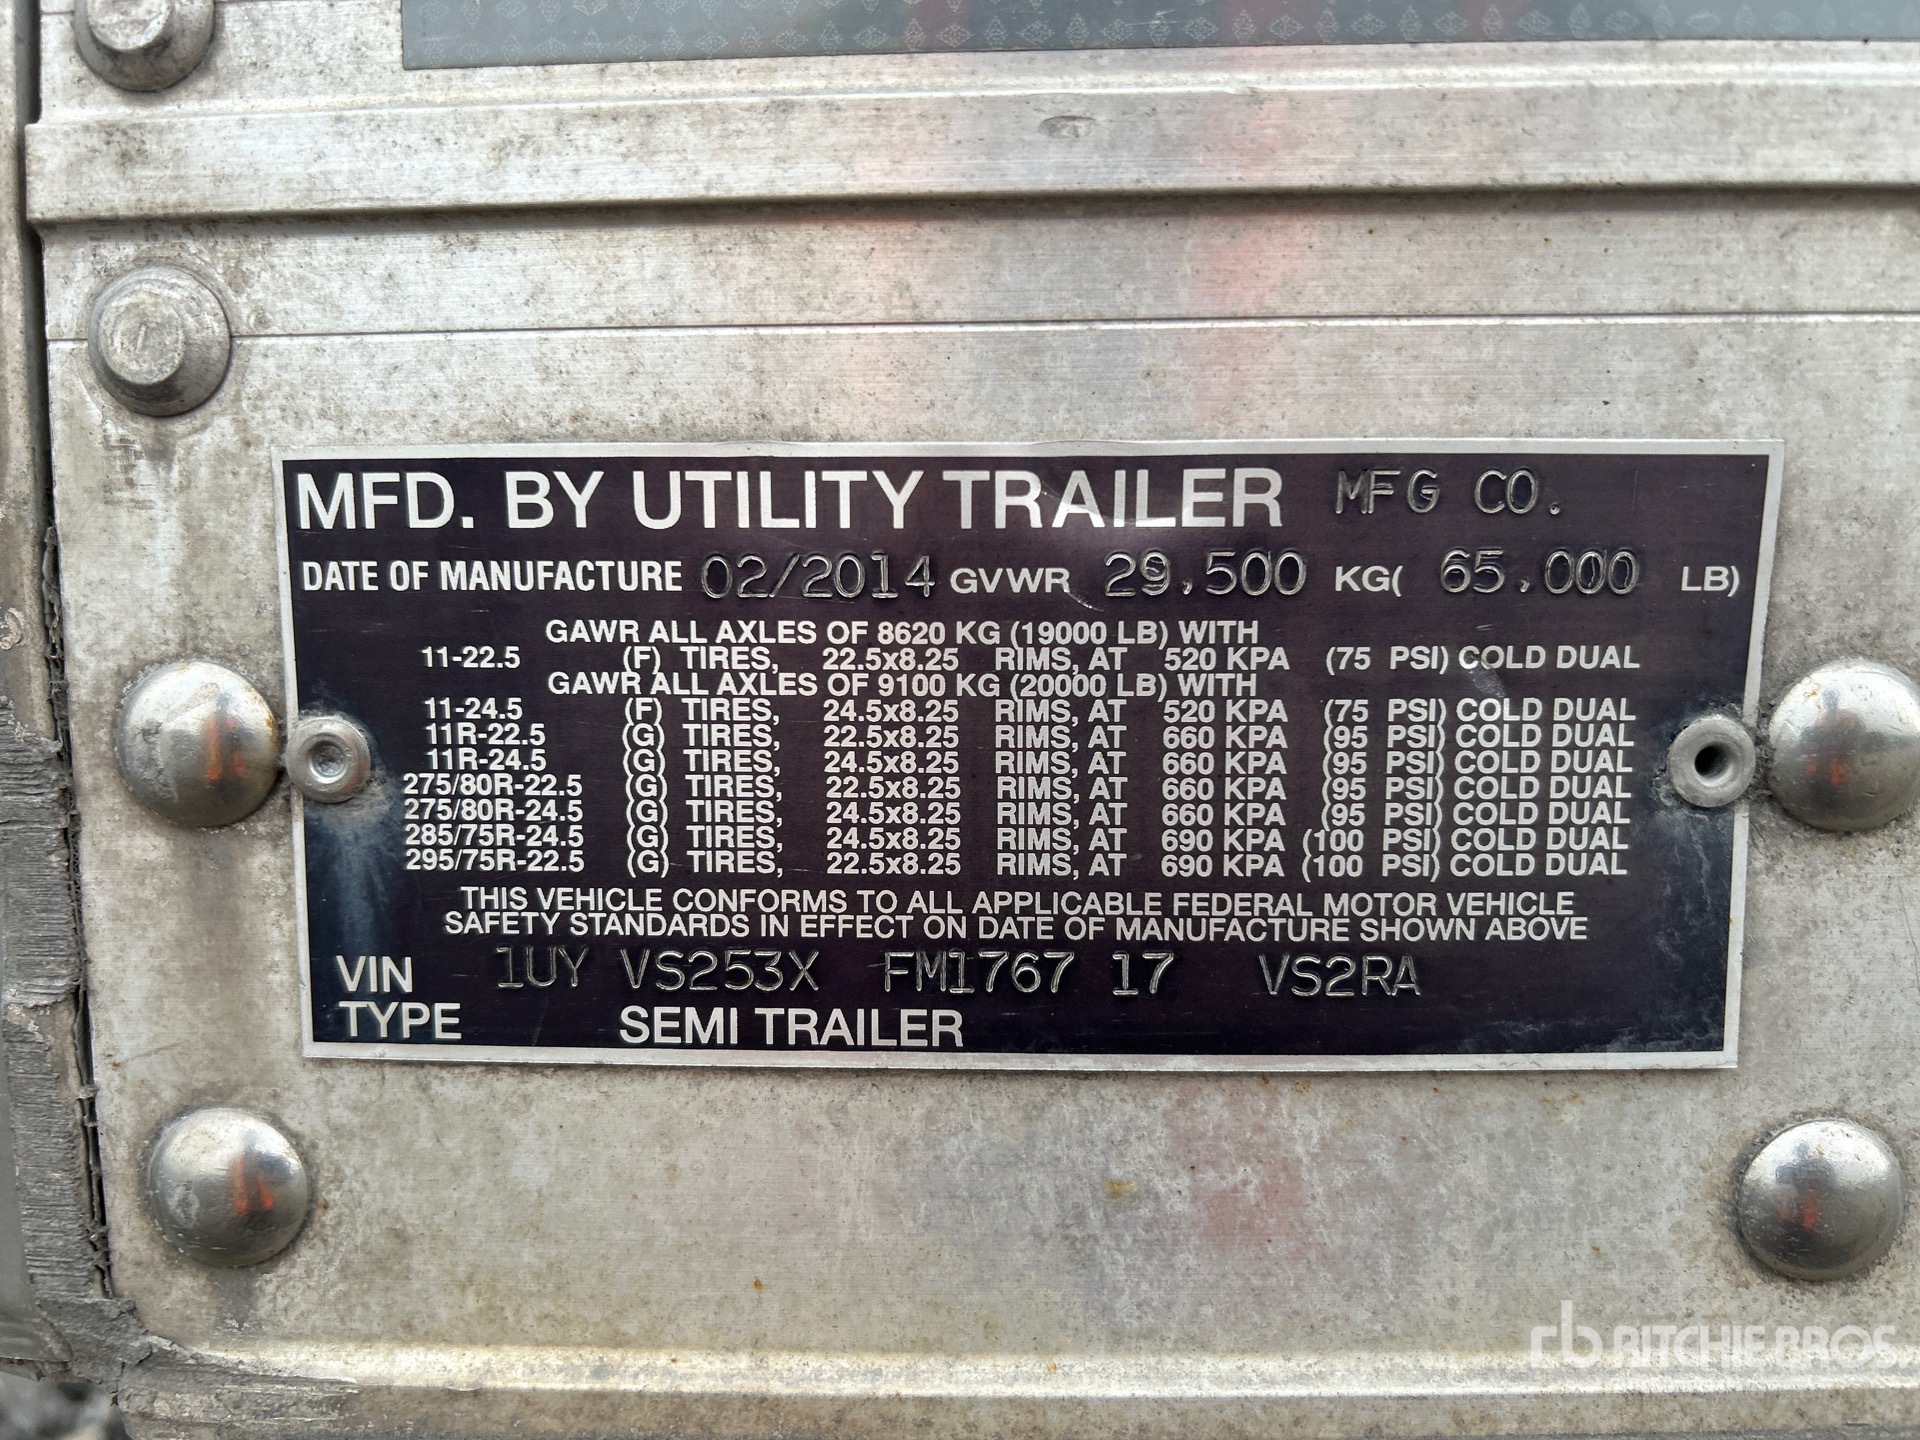 MFD. BY UTILITY TRAILER MFG CO.
DATE OF MANUFACTURE 02/2014 GVWR 29,500 KG( 65,000 LB)
GAWR ALL AXLES OF 8620 KG (19000 LB) WITH
11-22.5 (F) TIRES, 22.5x8.25 RIMS, AT 520 KPA (75 PSI) COLD DUAL
GAWR ALL AXLES OF 9100 KG (20000 LB) WITH
11-24.5 (F) TIRES, 24.5x8.25 RIMS, AT 520 KPA (75 PSI) COLD DUAL
11R-22.5 (G) TIRES, 22.5x8.25 RIMS, AT 660 KPA (95 PSI) COLD DUAL
11R-24.5 (G) TIRES, 24.5x8.25 RIMS, AT 660 KPA (95 PSI) COLD DUAL
275/80R-22.5 (G) TIRES, 22.5x8.25 RIMS, AT 660 KPA (95 PSI) COLD DUAL
275/80R-24.5 (G) TIRES, 24.5x8.25 RIMS, AT 660 KPA (95 PSI) COLD DUAL
285/75R-24.5 (G) TIRES, 24.5x8.25 RIMS, AT 690 KPA (100 PSI) COLD DUAL
295/75R-22.5 (G) TIRES, 22.5x8.25 RIMS, AT 690 KPA (100 PSI) COLD DUAL
THIS VEHICLE CONFORMS TO ALL APPLICABLE FEDERAL MOTOR VEHICLE
SAFETY STANDARDS IN EFFECT ON DATE OF MANUFACTURE SHOWN ABOVE
VIN 1UY VS253X FM1767 17 VS2RA
TYPE SEMI TRAILER
rb RITCHIE BROS.